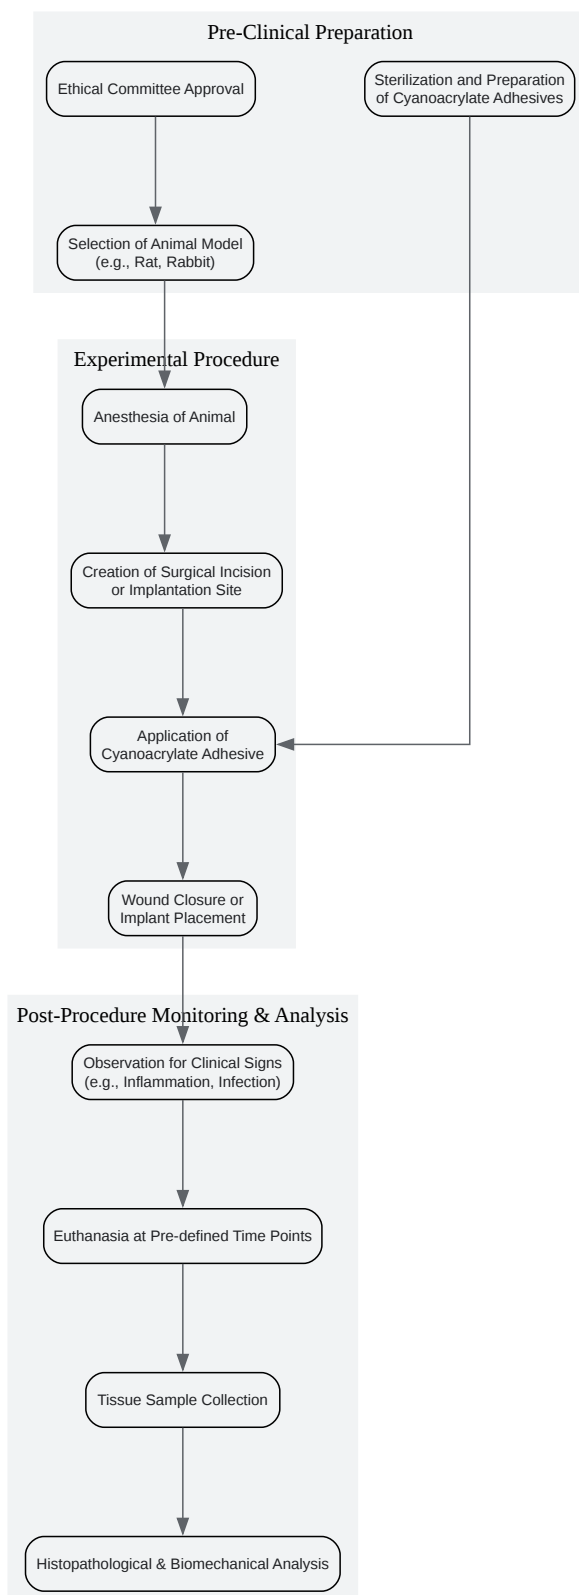 Pre-Clinical Preparation
Ethical Committee Approval
Sterilization and Preparation
of Cyanoacrylate Adhesives
Selection of Animal Model
(e.g., Rat, Rabbit)
Experimental Procedure
Anesthesia of Animal
Creation of Surgical Incision
or Implantation Site
Application of
Cyanoacrylate Adhesive
Wound Closure or
Implant Placement
Post-Procedure Monitoring & Analysis
Observation for Clinical Signs
(e.g., Inflammation, Infection)
Euthanasia at Pre-defined Time Points
Tissue Sample Collection
Histopathological & Biomechanical Analysis